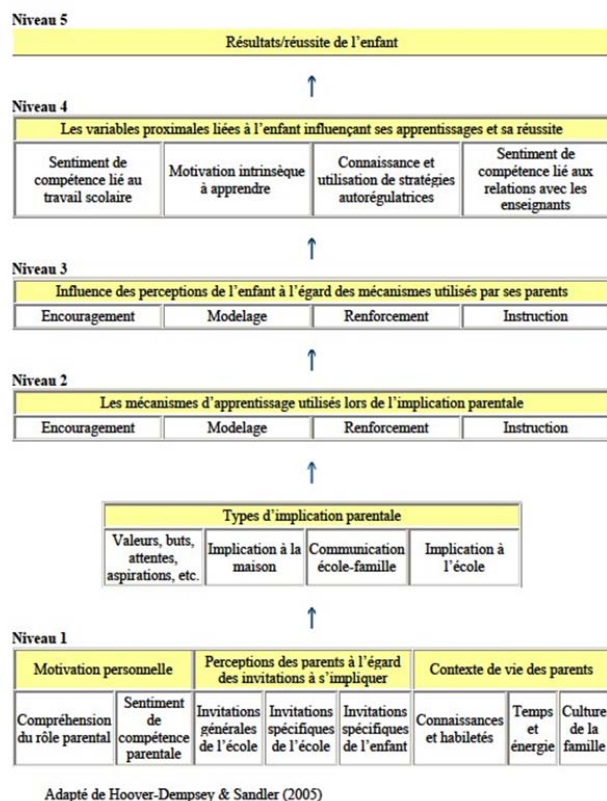 Niveau 5
Résultats/réussite de l'enfant
Niveau 4
Les variables proximales liées à l'enfant influençant ses apprentissages et sa réussite
Sentiment de
compétence lié au
travail scolaire
Motivation intrinsèque
à apprendre
Connaissance et
utilisation de stratégies
autorégulatrices
Sentiment de
compétence lié aux
relations avec les
enseignants
Niveau 3
Influence des perceptions de l'enfant à l'égard des mécanismes utilisés par ses parents
Encouragement
Modelage
Renforcement
Instruction
Niveau 2
Les mécanismes d'apprentissage utilisés lors de l'implication parentale
Encouragement
Modelage
Renforcement
Instruction
Types d'implication parentale
Valeurs, buts,
attentes,
aspirations, etc.
Implication à la
maison
Communication
école-famille
Implication à
l'école
Niveau 1
Motivation personnelle
Perceptions des parents à l'égard
des invitations à s'impliquer
Contexte de vie des parents
Compréhension
du rôle parental
Sentiment
de
compétence
parentale
Invitations
générales
de l'école
Invitations
spécifiques
de l'école
Invitations
spécifiques
de l'enfant
Connaissances
et habiletés
Temps
et
énergie
Culture
de la
famille
Adapté de Hoover-Dempsey & Sandler (2005)